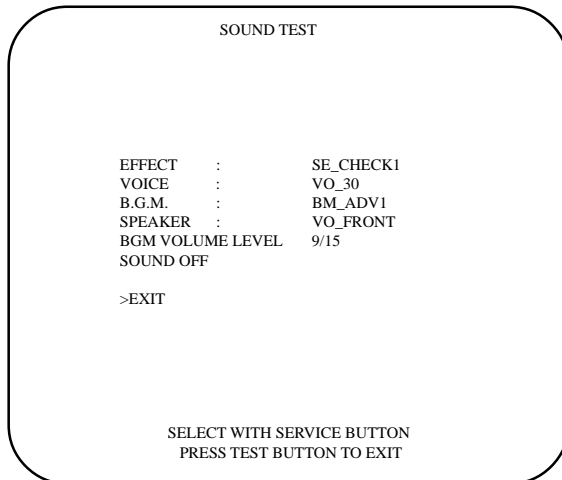 SOUND TEST
EFFECT : SE_CHECK1
VOICE : VO_30
B.G.M. : BM_ADV1
SPEAKER : VO_FRONT
BGM VOLUME LEVEL 9/15
SOUND OFF
>EXIT
SELECT WITH SERVICE BUTTON
PRESS TEST BUTTON TO EXIT